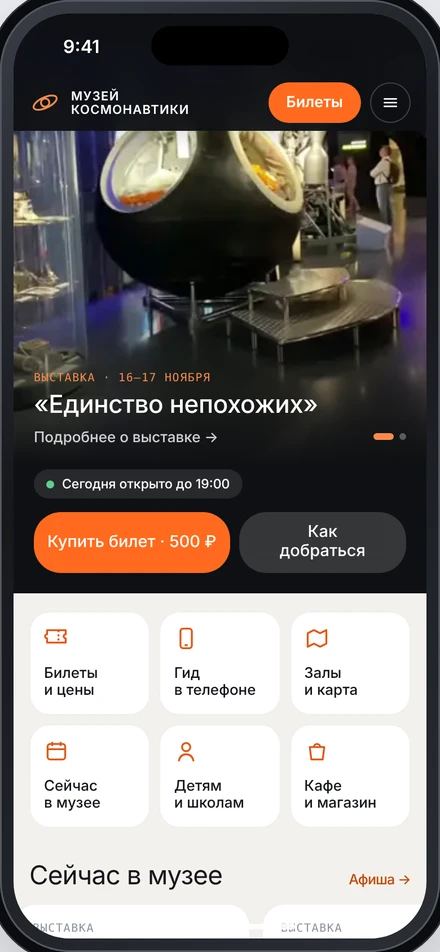 9:41
МУЗЕЙ
КОСМОНАВТИКИ
Билеты
ВЫСТАВКА · 16–17 НОЯБРЯ
«Единство непохожих»
Подробнее о выставке →
Сегодня открыто до 19:00
Купить билет · 500 ₽
Как
добраться
Билеты
и цены
Гид
в телефоне
Залы
и карта
Сейчас
в музее
Детям
и школам
Кафе
и магазин
Сейчас в музее
Афиша →
ВЫСТАВКА
ВЫСТАВКА